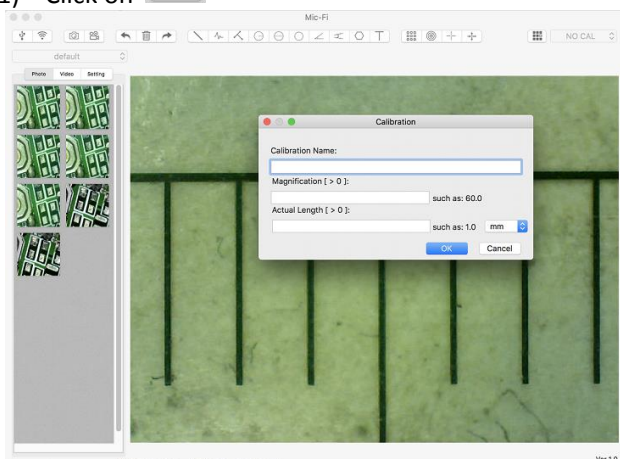 1) Click on
Mic-Fi
NO CAL
default
Photo Video Setting
Calibration
Calibration Name:
Magnification [ > 0 ]:
such as: 60.0
Actual Length [ > 0 ]:
such as: 1.0 mm
OK Cancel